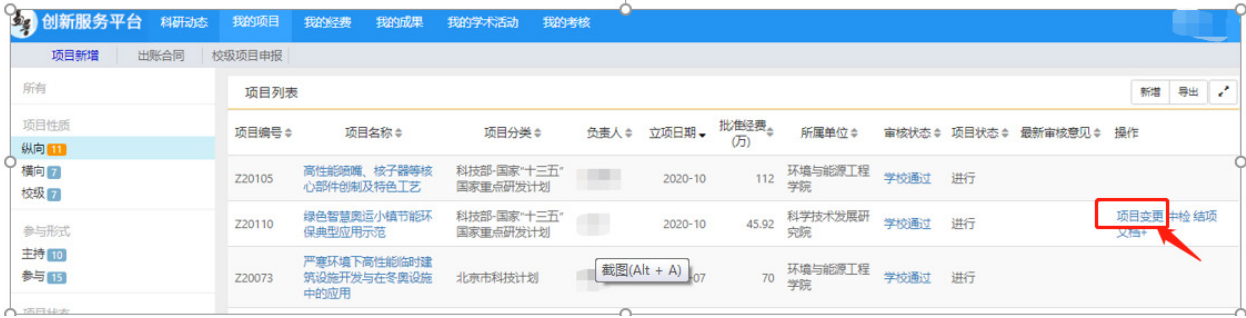 创新服务平台 科研动态 我的项目 我的经费 我的成果 我的学术活动 我的考核
项目新增 出账合同 校级项目申报
所有
项目列表 新增 导出
项目性质
纵向 11
横向 7
校级 7
参与形式
主持 10
参与 15
项目状态
项目编号 项目名称 项目分类 负责人 立项日期 批准经费(万) 所属单位 审核状态 项目状态 最新审核意见 操作
Z20105 高性能喷嘴、核子器等核 科技部-国家“十三五” 2020-10 112 环境与能源工程 学校通过 进行
心部件创制及特色工艺 国家重点研发计划 学院
Z20110 绿色智慧奥运小镇节能环 科技部-国家“十三五” 2020-10 45.92 科学技术发展研 学校通过 进行 项目变更 中检 结项
保典型应用示范 国家重点研发计划 究院 文档+
严寒环境下高性能临时建
Z20073 筑设施开发与在冬奥设施 北京市科技计划 07 70 环境与能源工程 学校通过 进行
中的应用 学院
截图(Alt + A)